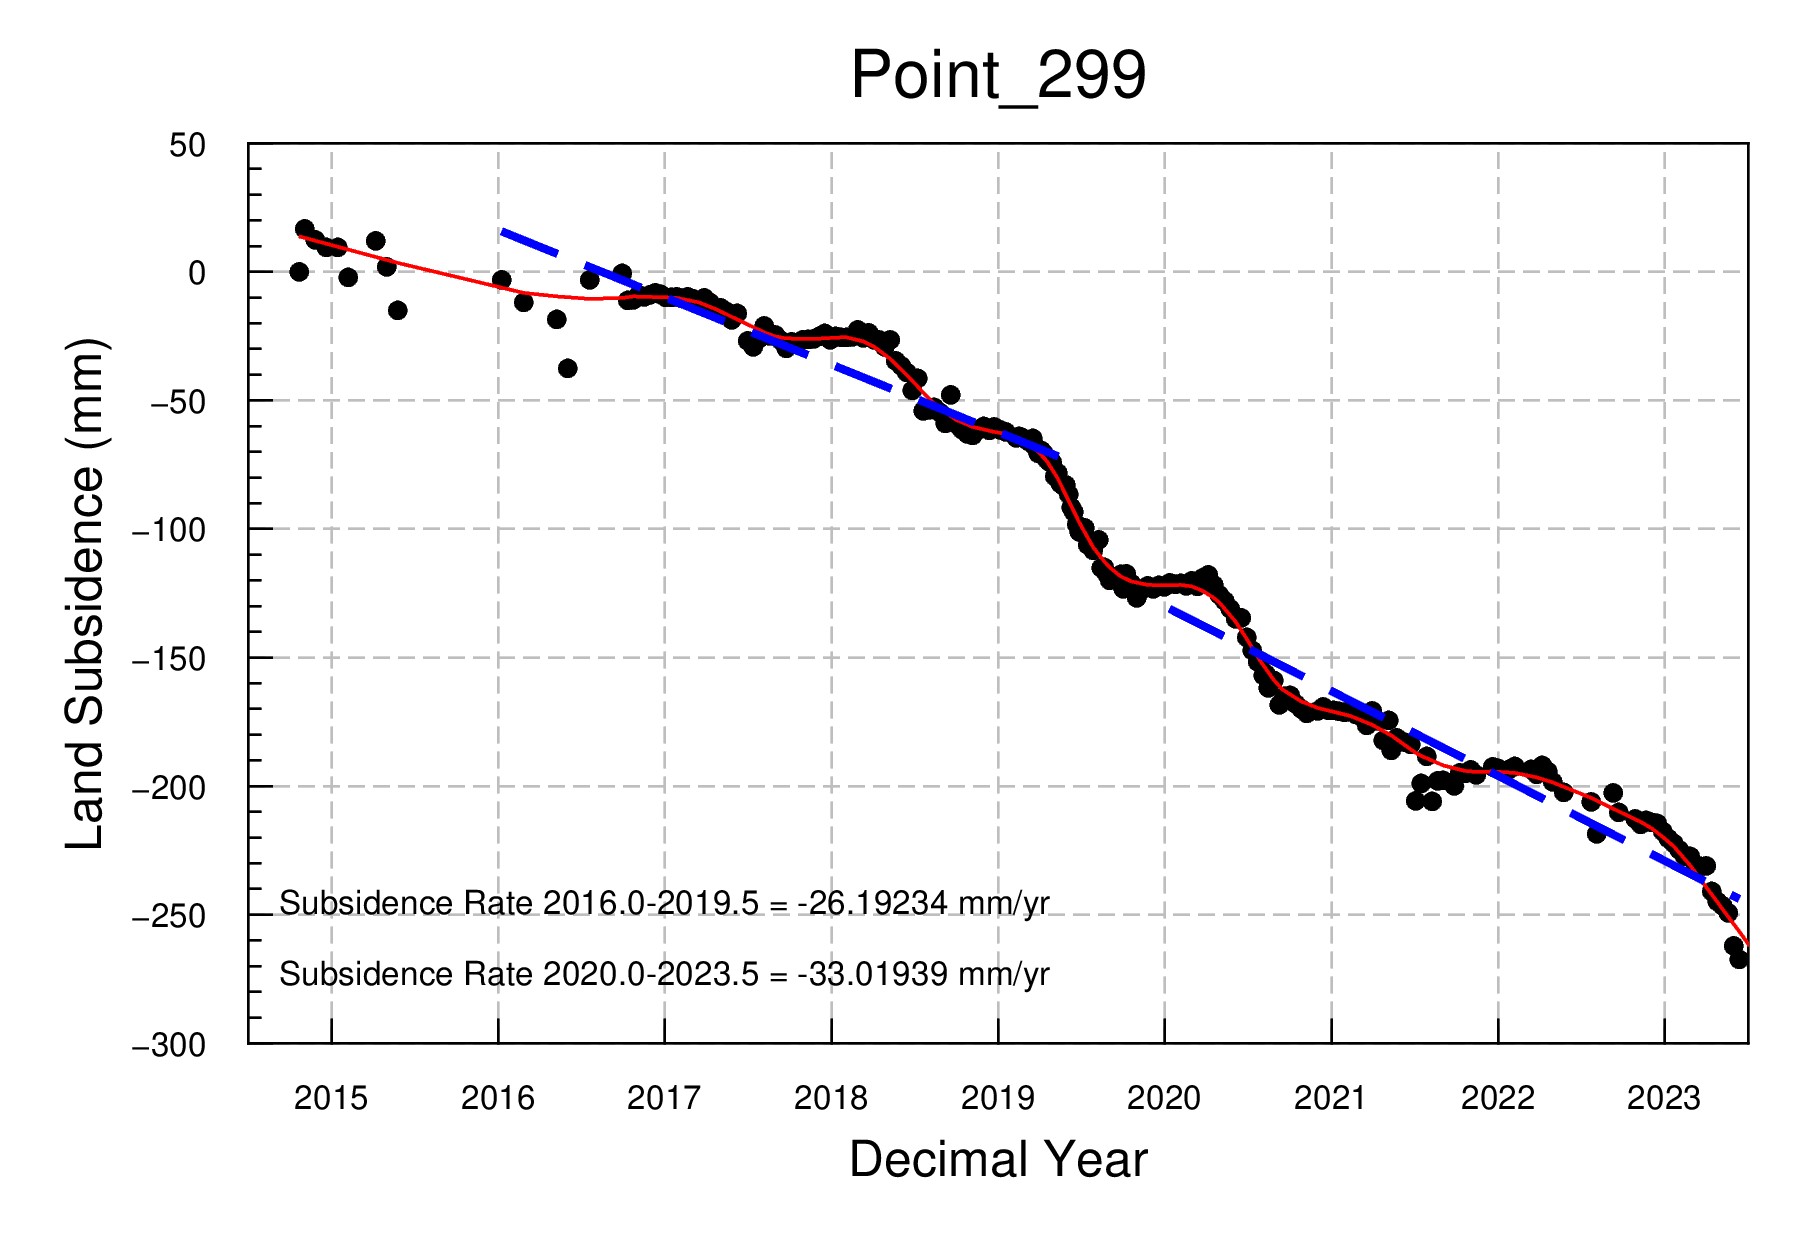 Point_299
50
0
−50
−100
−150
−200
−250
−300
Land Subsidence (mm)
Subsidence Rate 2016.0-2019.5 = -26.19234 mm/yr
Subsidence Rate 2020.0-2023.5 = -33.01939 mm/yr
2015 2016 2017 2018 2019 2020 2021 2022 2023
Decimal Year